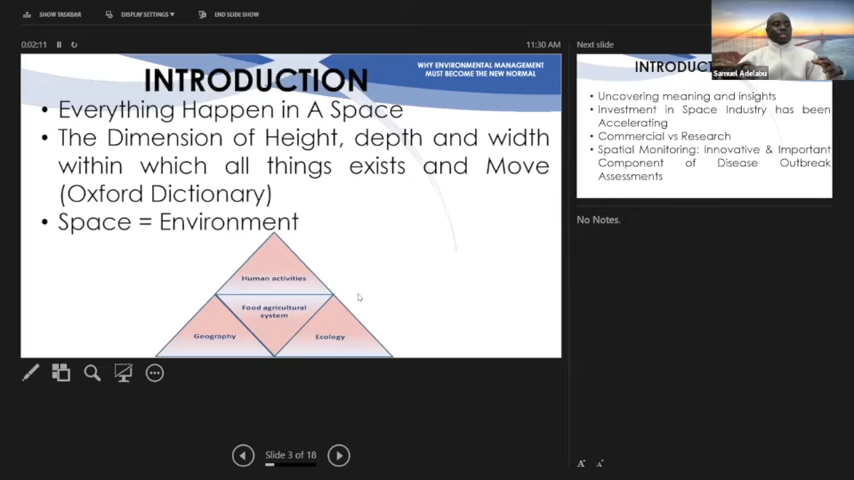 SHOW TASKBAR
DISPLAY SETTINGS
END SLIDE SHOW
0:02:11
11:30 AM
INTRODUCTION
WHY ENVIRONMENTAL MANAGEMENT
MUST BECOME THE NEW NORMAL
• Everything Happen in A Space
• The Dimension of Height, depth and width
within which all things exists and Move
(Oxford Dictionary)
• Space = Environment
Human activities
Food agricultural
system
Geography
Ecology
Slide 3 of 18
Next slide
INTRODUC
Samuel Adelabu
• Uncovering meaning and insights
• Investment in Space Industry has been
Accelerating
• Commercial vs Research
• Spatial Monitoring: Innovative & Important
Component of Disease Outbreak
Assessments
No Notes.
A A